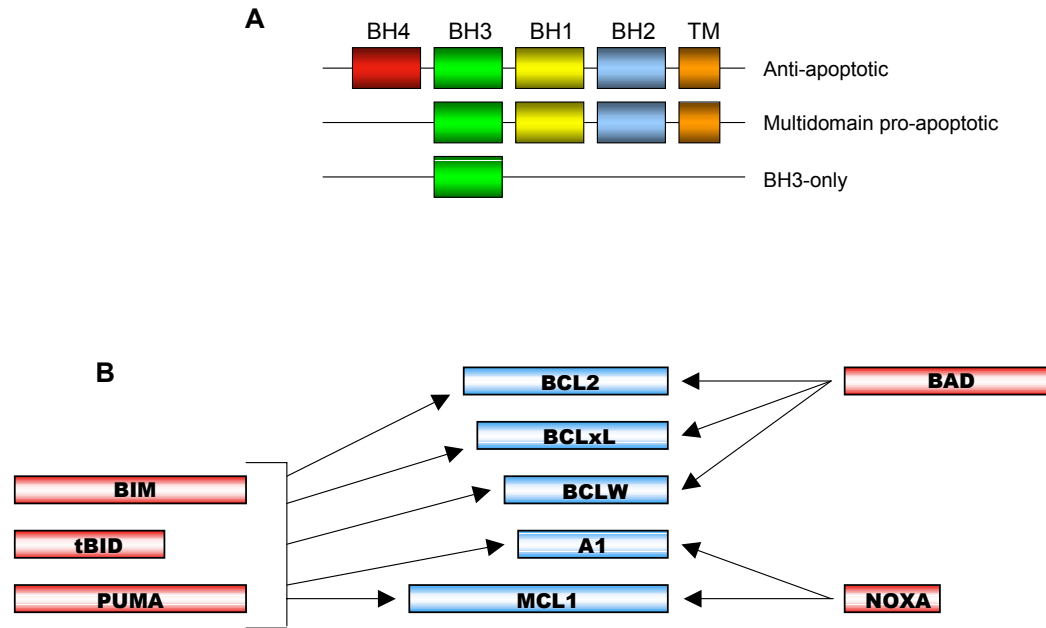 A
BH4 BH3 BH1 BH2 TM
Anti-apoptotic
Multidomain pro-apoptotic
BH3-only
B
BCL2 BAD
BCLxL
BIM BCLW
tBID A1
PUMA MCL1 NOXA